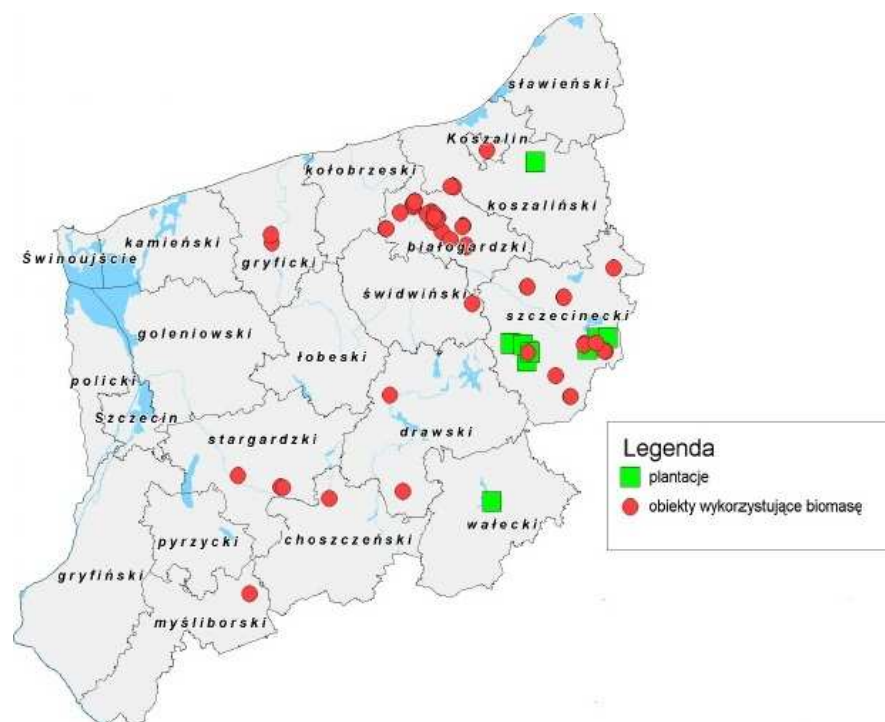 sławieński
Koszalin
kołobrzeski
koszaliński
kamieński
białogardzki
Świnoujście
gryficki
świdwiński
szczecinecki
goleniowski
łobeski
policki
Szczecin
drawski
stargardzki
Legenda
plantacje
obiekty wykorzystujące biomasę
wałecki
pyrzycki
choszczeński
gryfiński
myśliborski